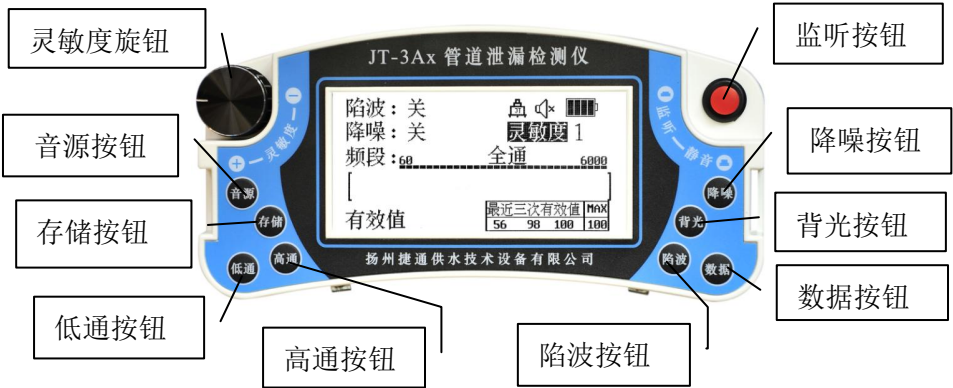 灵敏度旋钮
监听按钮
音源按钮
降噪按钮
存储按钮
背光按钮
低通按钮
数据按钮
高通按钮
陷波按钮
JT-3Ax 管道泄漏检测仪
陷波：关
降噪：关
灵敏度 1
频段：60 全通 6000
[ ]
有效值
最近三次有效值 MAX
56 98 100 100
扬州捷通供水技术设备有限公司
灵敏度
监听 静音
音源
存储
低通
高通
降噪
背光
陷波
数据